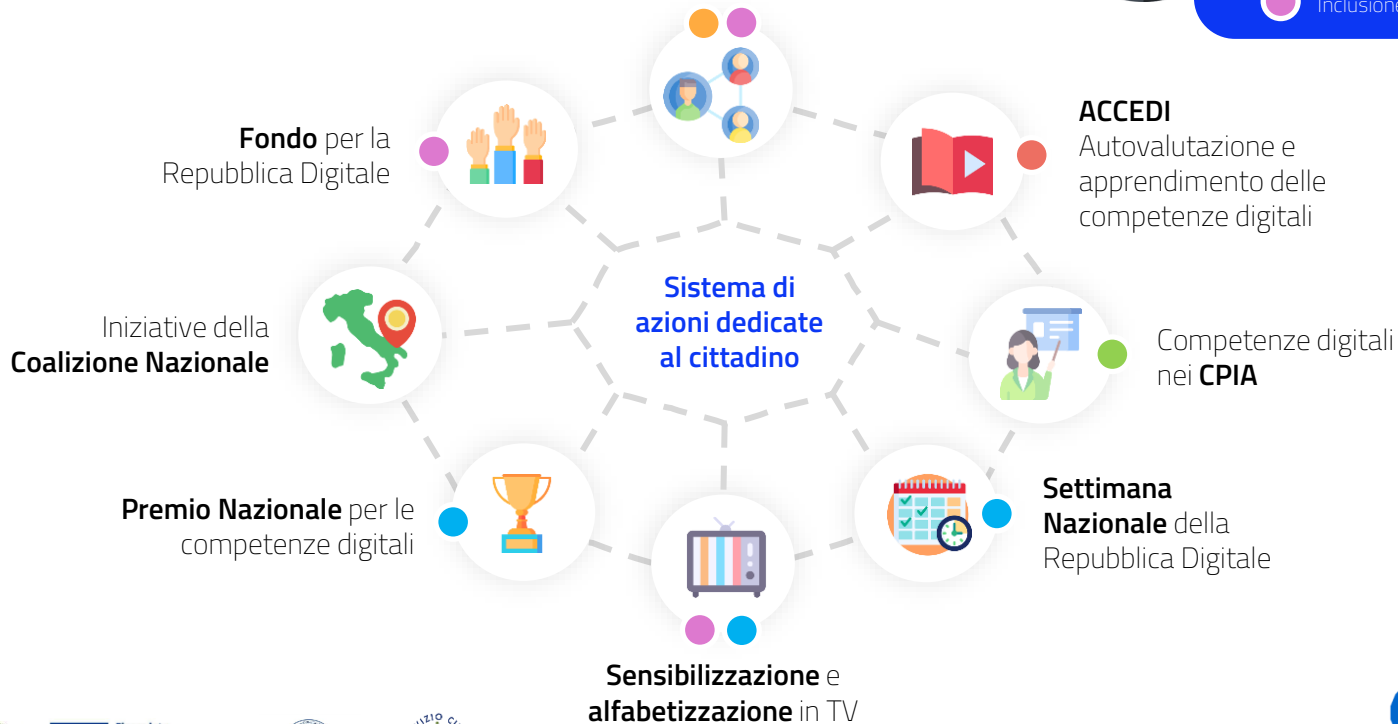 Inclusione
Fondo per la
Repubblica Digitale
ACCEDI
Autovalutazione e
apprendimento delle
competenze digitali
Sistema di
azioni dedicate
al cittadino
Iniziative della
Coalizione Nazionale
Competenze digitali
nei CPIA
Premio Nazionale per le
competenze digitali
Settimana
Nazionale della
Repubblica Digitale
Sensibilizzazione e
alfabetizzazione in TV